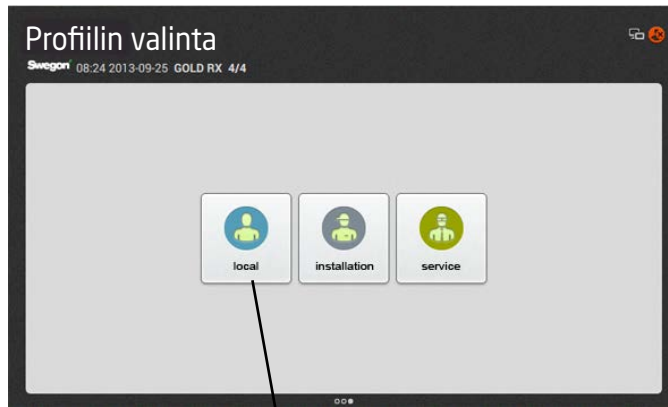 Profiilin valinta
Swegon 08:24 2013-09-25 GOLD RX 4/4
local installation service